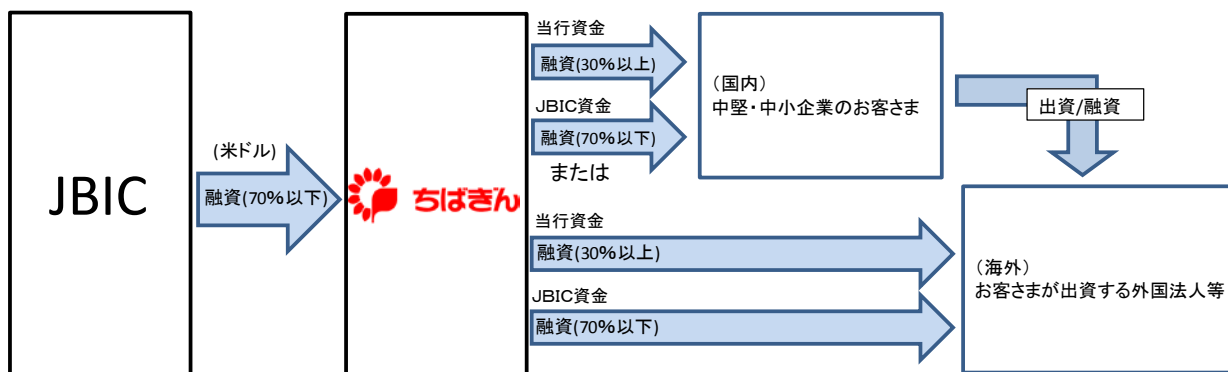 JBIC
(米ドル)
融資(70%以下)
ちばぎん
当行資金
融資(30%以上)
JBIC資金
融資(70%以下)
または
当行資金
融資(30%以上)
JBIC資金
融資(70%以下)
（国内）
中堅・中小企業のお客さま
出資/融資
（海外）
お客さまが出資する外国法人等